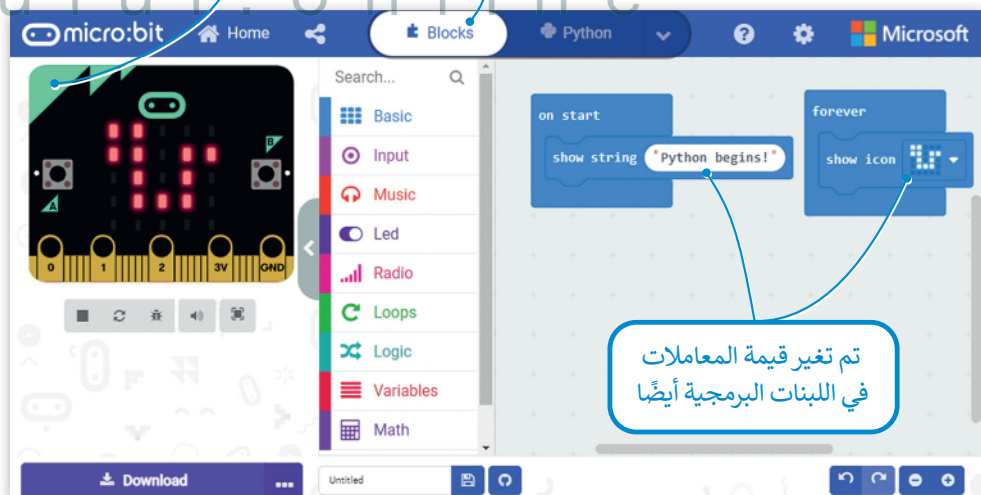 micro:bit Home Blocks Python Microsoft
Search...
Basic
Input
Music
Led
Radio
Loops
Logic
Variables
Math
A
B
0 1 2 3V GND
on start
show string "Python begins!"
forever
show icon
تم تغير قيمة المعاملات
في اللبنات البرمجية أيضًا
Download ...
Untitled